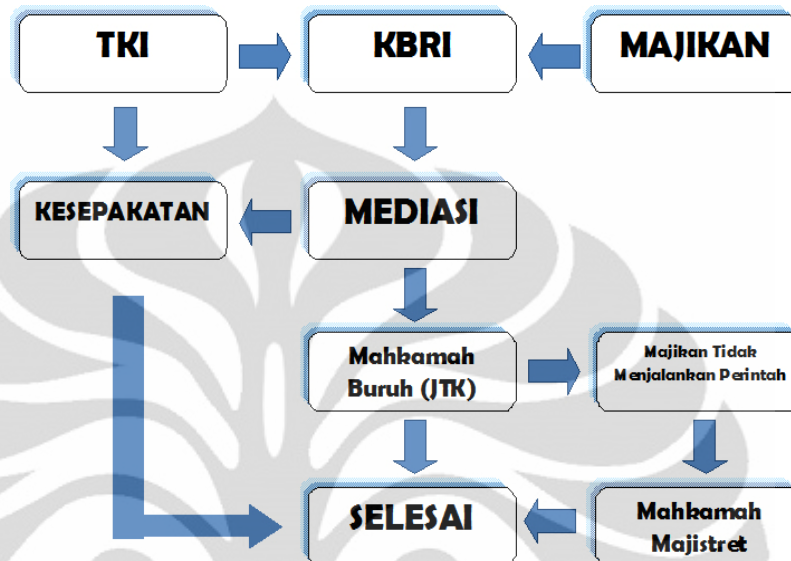 TKI
KBRI
MAJIKAN
KESEPAKATAN
MEDIASI
Mahkamah
Buruh (JTK)
Majikan Tidak
Menjalankan Perintah
SELESAI
Mahkamah
Majistret